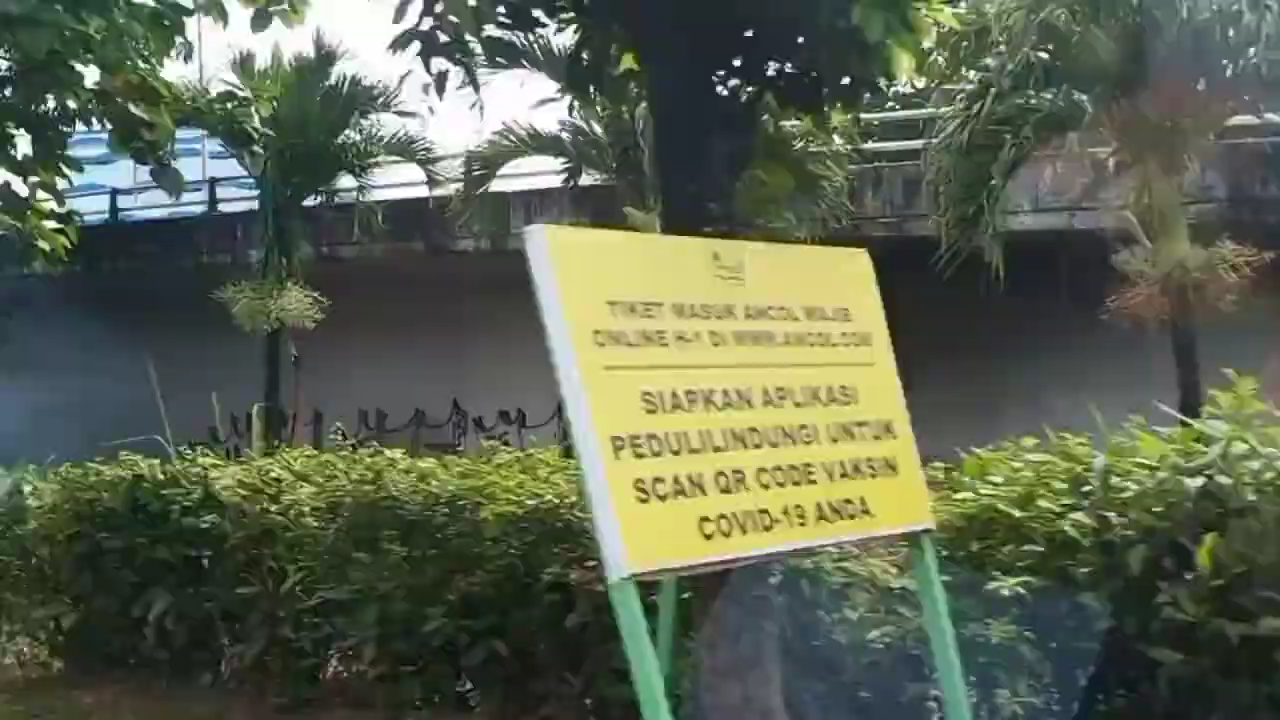 TIKET MASUK ANCOL WAJIB
ONLINE H-1 DI WWW.ANCOL.COM
SIAPKAN APLIKASI
PEDULILINDUNGI UNTUK
SCAN QR CODE VAKSIN
COVID-19 ANDA